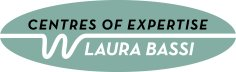 CENTRES OF EXPERTISE
LAURA BASSI